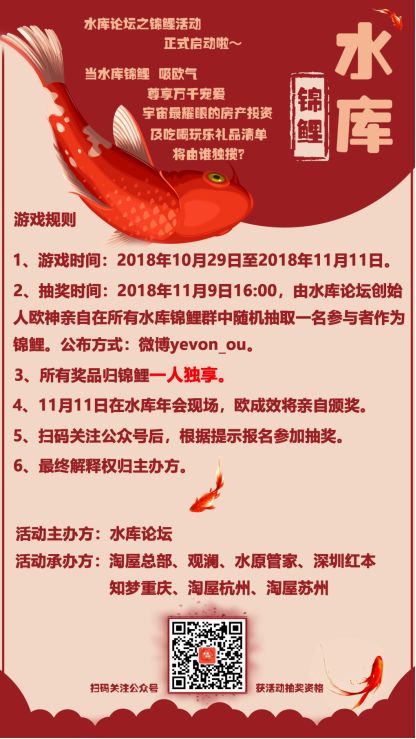 水库论坛之锦鲤活动
正式启动啦~
当水库锦鲤 吸欧气
尊享万千宠爱
宇宙最耀眼的房产投资
及吃喝玩乐礼品清单
将由谁独揽?
水库
锦鲤
游戏规则
1、游戏时间：2018年10月29日至2018年11月11日。
2、抽奖时间：2018年11月9日16:00，由水库论坛创始
人欧神亲自在所有水库锦鲤群中随机抽取一名参与者作为
锦鲤。公布方式：微博yevon_ou。
3、所有奖品归锦鲤一人独享。
4、11月11日在水库年会现场，欧成效将亲自颁奖。
5、扫码关注公众号后，根据提示报名参加抽奖。
6、最终解释权归主办方。
活动主办方：水库论坛
活动承办方：淘屋总部、观澜、水原管家、深圳红本
知梦重庆、淘屋杭州、淘屋苏州
扫码关注公众号 获活动抽奖资格